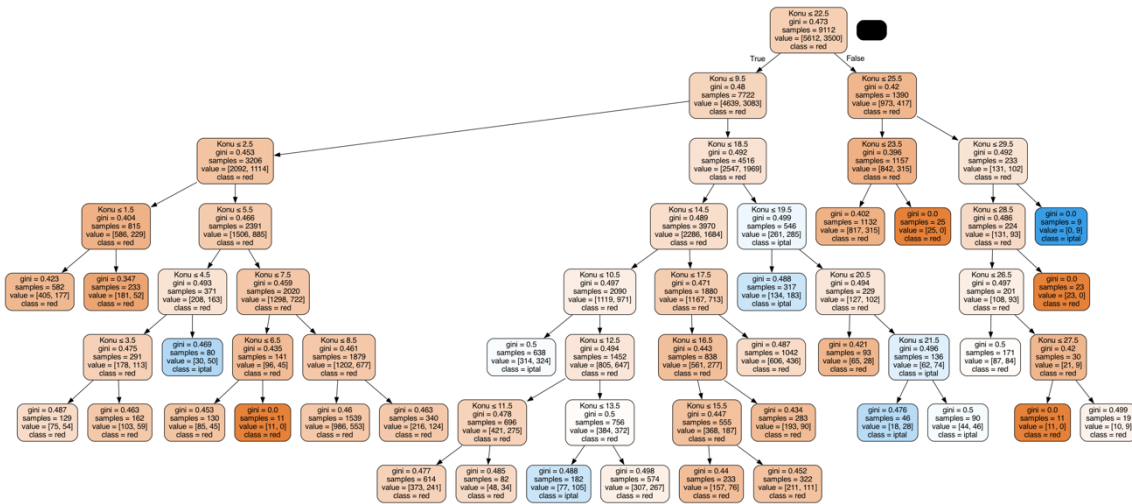 Konu ≤ 22.5
gini = 0.473
samples = 9112
value = [5612, 3500]
class = red
True
False
Konu ≤ 9.5
gini = 0.48
samples = 7722
value = [4639, 3083]
class = red
Konu ≤ 25.5
gini = 0.42
samples = 1390
value = [973, 417]
class = red
Konu ≤ 2.5
gini = 0.453
samples = 3206
value = [2092, 1114]
class = red
Konu ≤ 18.5
gini = 0.492
samples = 4516
value = [2547, 1969]
class = red
Konu ≤ 23.5
gini = 0.396
samples = 1157
value = [842, 315]
class = red
Konu ≤ 29.5
gini = 0.492
samples = 233
value = [131, 102]
class = red
Konu ≤ 1.5
gini = 0.404
samples = 815
value = [586, 229]
class = red
Konu ≤ 5.5
gini = 0.466
samples = 2391
value = [1506, 885]
class = red
Konu ≤ 14.5
gini = 0.489
samples = 3970
value = [2286, 1684]
class = red
Konu ≤ 19.5
gini = 0.499
samples = 546
value = [261, 285]
class = iptal
gini = 0.402
samples = 1132
value = [817, 315]
class = red
gini = 0.0
samples = 25
value = [25, 0]
class = red
Konu ≤ 28.5
gini = 0.486
samples = 224
value = [131, 93]
class = red
gini = 0.0
samples = 9
value = [0, 9]
class = iptal
gini = 0.423
samples = 582
value = [405, 177]
class = red
gini = 0.347
samples = 233
value = [181, 52]
class = red
Konu ≤ 4.5
gini = 0.493
samples = 371
value = [208, 163]
class = red
Konu ≤ 7.5
gini = 0.459
samples = 2020
value = [1298, 722]
class = red
Konu ≤ 10.5
gini = 0.497
samples = 2090
value = [1119, 971]
class = red
Konu ≤ 17.5
gini = 0.471
samples = 1880
value = [1167, 713]
class = red
gini = 0.488
samples = 317
value = [134, 183]
class = iptal
Konu ≤ 20.5
gini = 0.494
samples = 229
value = [127, 102]
class = red
Konu ≤ 26.5
gini = 0.497
samples = 201
value = [108, 93]
class = red
gini = 0.0
samples = 23
value = [23, 0]
class = red
Konu ≤ 3.5
gini = 0.475
samples = 291
value = [178, 113]
class = red
gini = 0.469
samples = 80
value = [30, 50]
class = iptal
Konu ≤ 6.5
gini = 0.435
samples = 141
value = [96, 45]
class = red
Konu ≤ 8.5
gini = 0.461
samples = 1879
value = [1202, 677]
class = red
gini = 0.5
samples = 638
value = [314, 324]
class = iptal
Konu ≤ 12.5
gini = 0.494
samples = 1452
value = [805, 647]
class = red
Konu ≤ 16.5
gini = 0.443
samples = 838
value = [561, 277]
class = red
gini = 0.487
samples = 1042
value = [606, 436]
class = red
gini = 0.421
samples = 93
value = [65, 28]
class = red
Konu ≤ 21.5
gini = 0.496
samples = 136
value = [62, 74]
class = iptal
gini = 0.5
samples = 171
value = [87, 84]
class = red
Konu ≤ 27.5
gini = 0.42
samples = 30
value = [21, 9]
class = red
gini = 0.487
samples = 129
value = [75, 54]
class = red
gini = 0.463
samples = 162
value = [103, 59]
class = red
gini = 0.453
samples = 130
value = [85, 45]
class = red
gini = 0.0
samples = 11
value = [11, 0]
class = red
gini = 0.46
samples = 1539
value = [986, 553]
class = red
gini = 0.463
samples = 340
value = [216, 124]
class = red
Konu ≤ 11.5
gini = 0.478
samples = 696
value = [421, 275]
class = red
Konu ≤ 13.5
gini = 0.5
samples = 756
value = [384, 372]
class = red
Konu ≤ 15.5
gini = 0.447
samples = 555
value = [368, 187]
class = red
gini = 0.434
samples = 283
value = [193, 90]
class = red
gini = 0.476
samples = 46
value = [18, 28]
class = iptal
gini = 0.5
samples = 90
value = [44, 46]
class = iptal
gini = 0.0
samples = 11
value = [11, 0]
class = red
gini = 0.499
samples = 19
value = [10, 9]
class = red
gini = 0.477
samples = 614
value = [373, 241]
class = red
gini = 0.485
samples = 82
value = [48, 34]
class = red
gini = 0.488
samples = 182
value = [77, 105]
class = iptal
gini = 0.498
samples = 574
value = [307, 267]
class = red
gini = 0.44
samples = 233
value = [157, 76]
class = red
gini = 0.452
samples = 322
value = [211, 111]
class = red